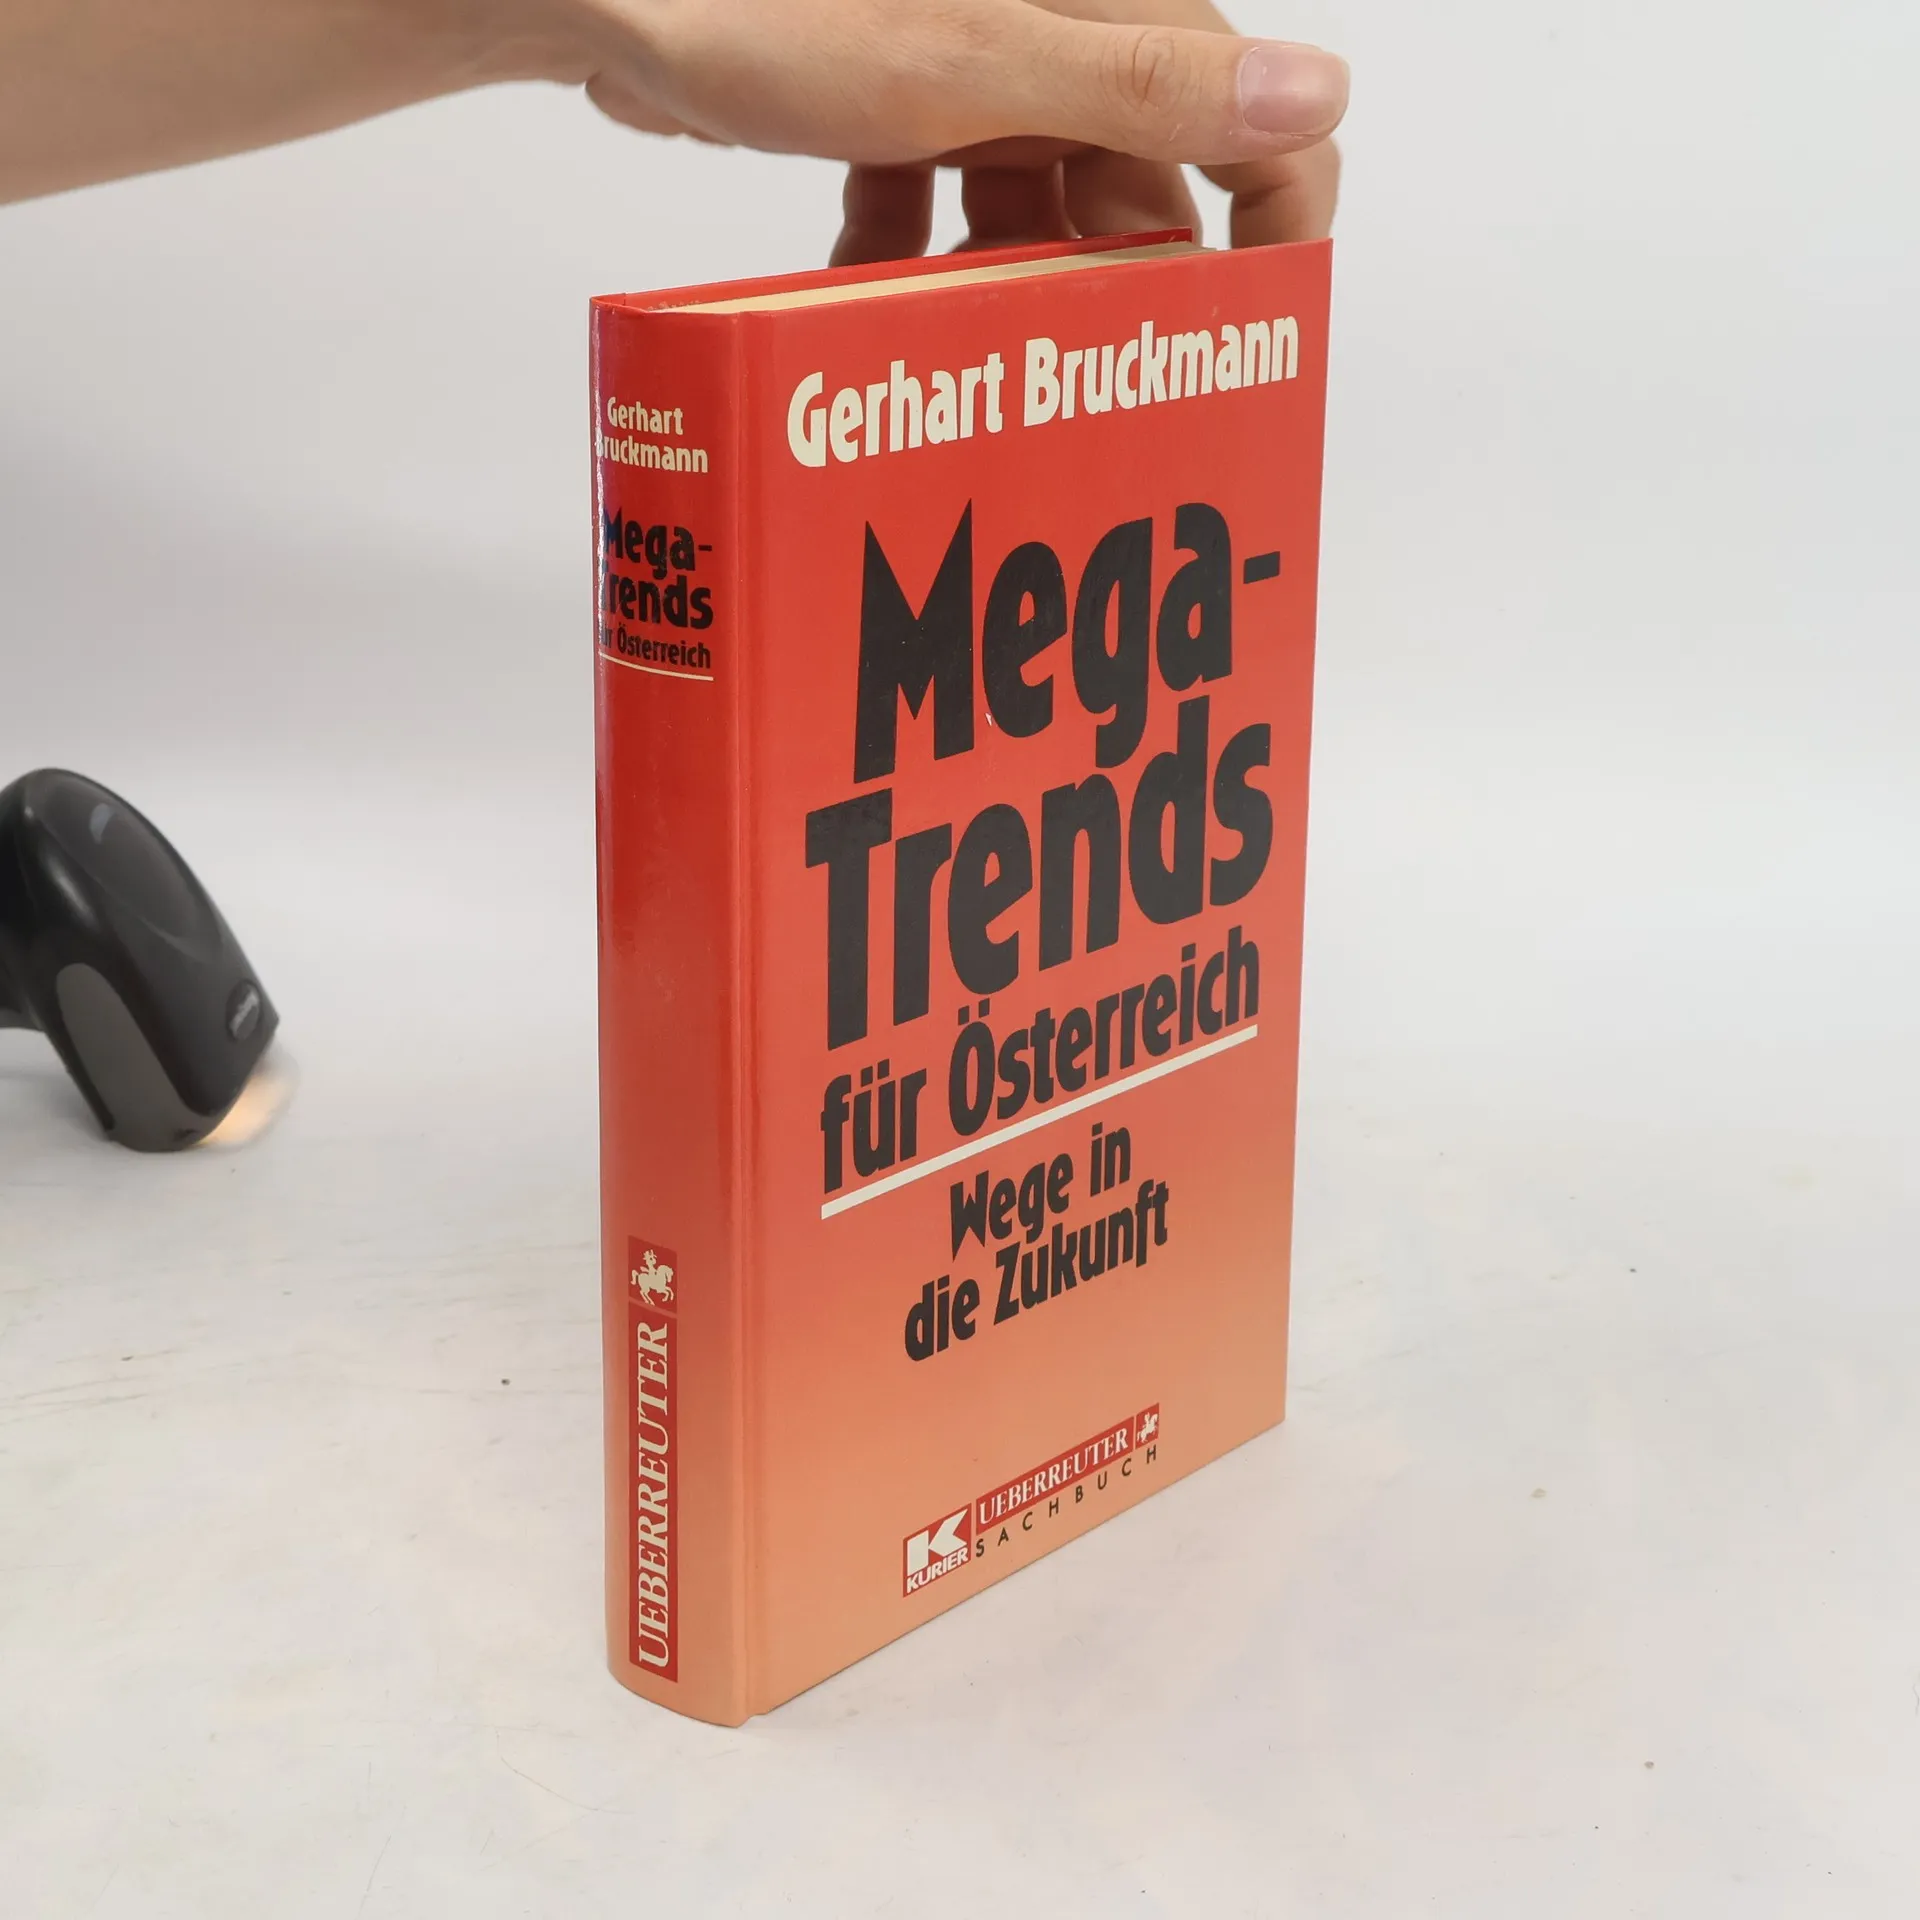 Gerhart
Bruckmann
Mega-
Trends
für Österreich
UEBERREUTER
Gerhart Bruckmann
Mega-
Trends
für Österreich
Wege in
die Zukunft
UEBERREUTER
SACHBUCH
K
KURIER